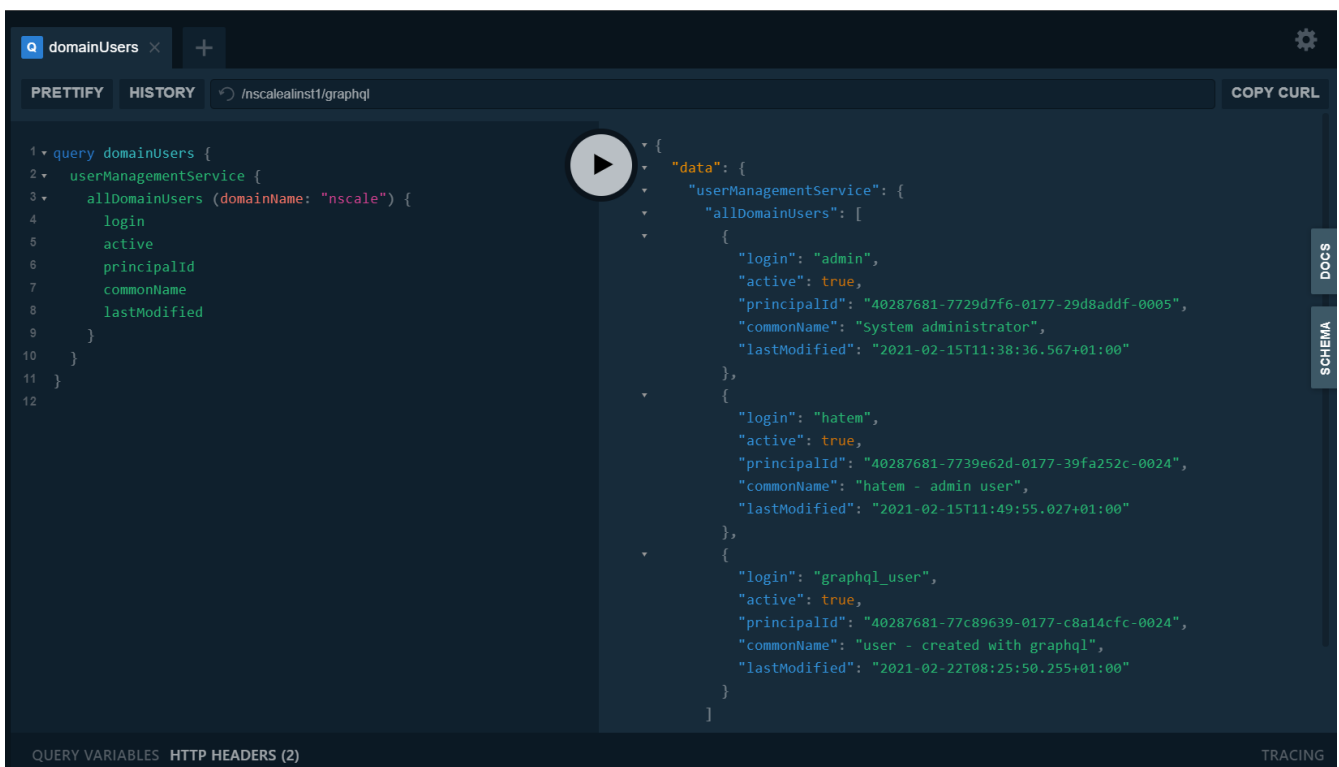 Q domainUsers
PRETTIFY HISTORY /nscalealinst1/graphql COPY CURL
1 query domainUsers {
2 userManagementService {
3 allDomainUsers (domainName: "nscale") {
4 login
5 active
6 principalId
7 commonName
8 lastModified
9 }
10 }
11 }
12
{
"data": {
"userManagementService": {
"allDomainUsers": [
{
"login": "admin",
"active": true,
"principalId": "40287681-7729d7f6-0177-29d8addf-0005",
"commonName": "System administrator",
"lastModified": "2021-02-15T11:38:36.567+01:00"
},
{
"login": "hatem",
"active": true,
"principalId": "40287681-7739e62d-0177-39fa252c-0024",
"commonName": "hatem - admin user",
"lastModified": "2021-02-15T11:49:55.027+01:00"
},
{
"login": "graphql_user",
"active": true,
"principalId": "40287681-77c89639-0177-c8a14cfc-0024",
"commonName": "user - created with graphql",
"lastModified": "2021-02-22T08:25:50.255+01:00"
}
]
DOCS
SCHEMA
QUERY VARIABLES HTTP HEADERS (2) TRACING